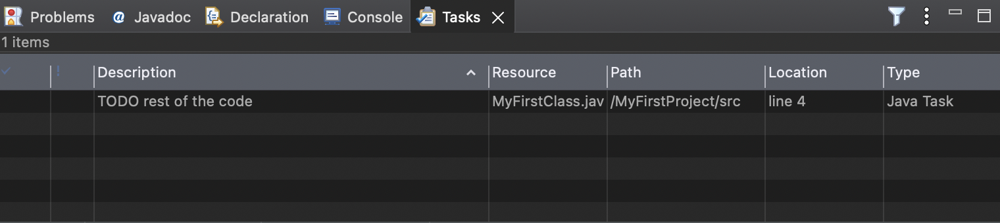 Problems @ Javadoc Declaration Console Tasks
1 items
! Description Resource Path Location Type
TODO rest of the code MyFirstClass.jav /MyFirstProject/src line 4 Java Task